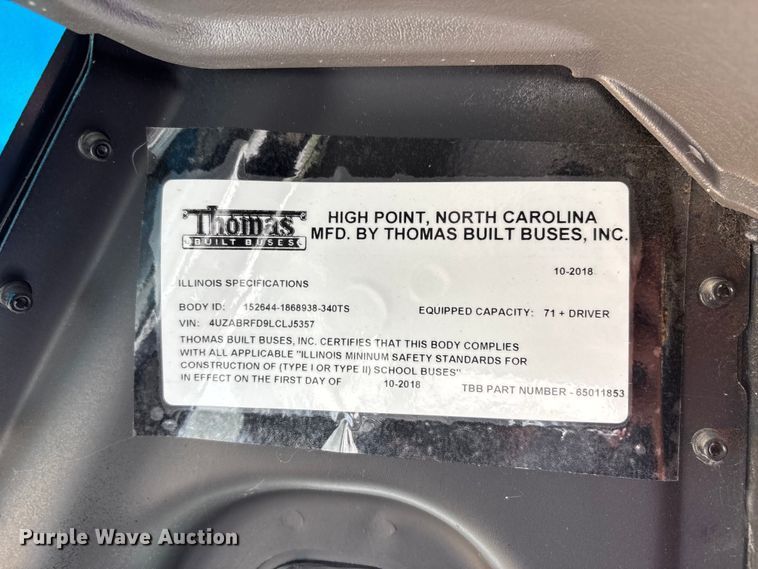 Thomas
BUILT BUSES
HIGH POINT, NORTH CAROLINA
MFD. BY THOMAS BUILT BUSES, INC.
10-2018
ILLINOIS SPECIFICATIONS
BODY ID: 152644-1868938-340TS EQUIPPED CAPACITY: 71 + DRIVER
VIN: 4UZABRFD9LCLJ5357
THOMAS BUILT BUSES, INC. CERTIFIES THAT THIS BODY COMPLIES
WITH ALL APPLICABLE "ILLINOIS MININUM SAFETY STANDARDS FOR
CONSTRUCTION OF (TYPE I OR TYPE II) SCHOOL BUSES"
IN EFFECT ON THE FIRST DAY OF 10-2018 TBB PART NUMBER - 65011853
Purple Wave Auction